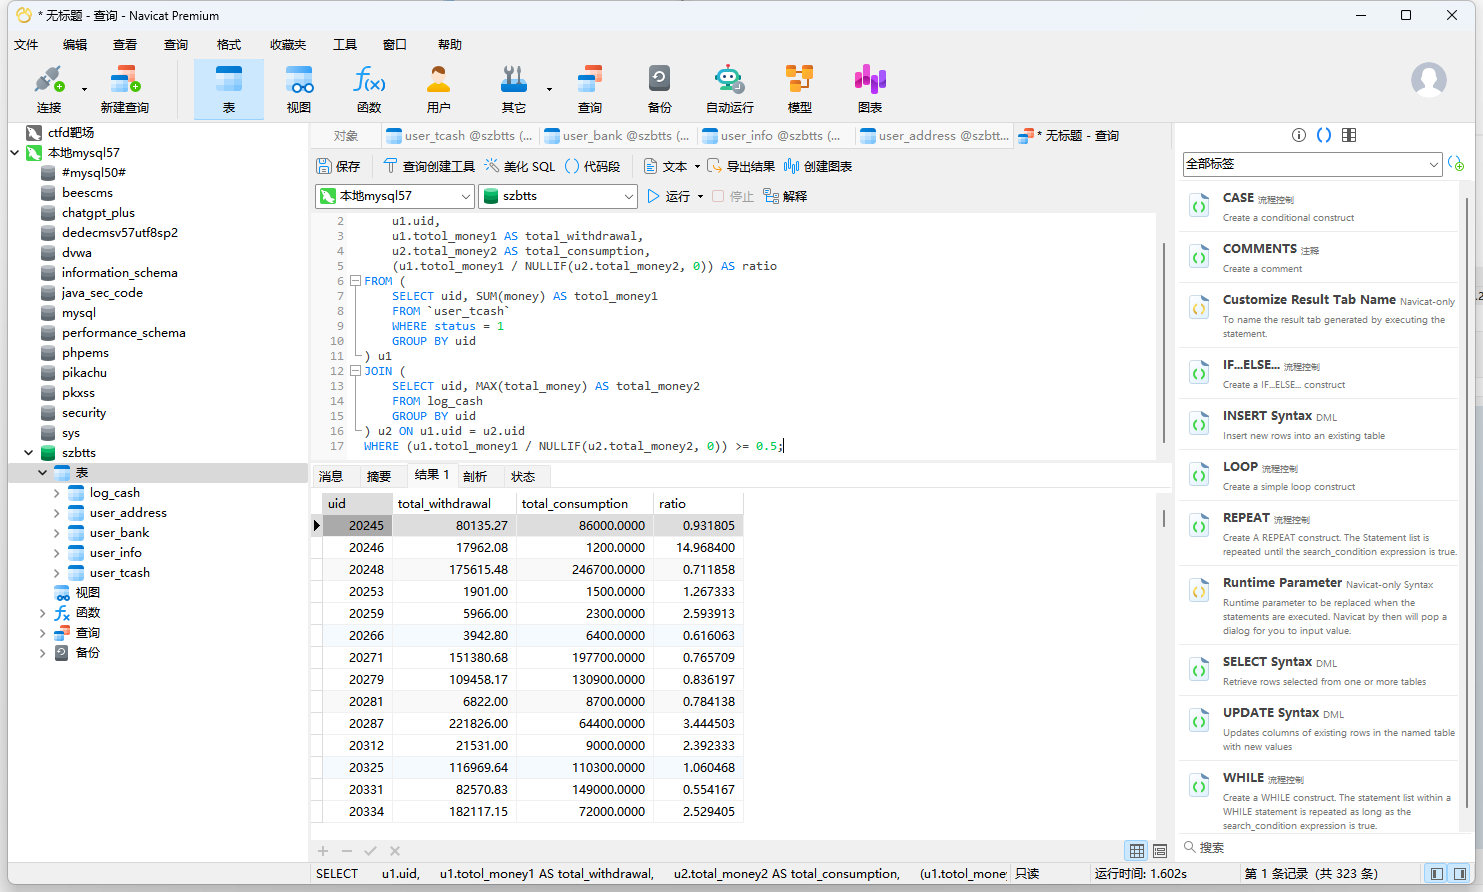 * 无标题 - 查询 - Navicat Premium
文件 编辑 查看 查询 格式 收藏夹 工具 窗口 帮助
连接 新建查询 表 视图 函数 用户 其它 查询 备份 自动运行 模型 图表
ctfd靶场
本地mysql57
#mysql50#
beescms
chatgpt_plus
dedecmsv57utf8sp2
dvwa
information_schema
java_sec_code
mysql
performance_schema
phpems
pikachu
pkxss
security
sys
szbtts
表
log_cash
user_address
user_bank
user_info
user_tcash
视图
函数
查询
备份
对象 user_tcash @szbtts (... user_bank @szbtts (... user_info @szbtts (... user_address @szbtt... * 无标题 - 查询
保存 查询创建工具 美化 SQL 代码段 文本 导出结果 创建图表
本地mysql57 szbtts 运行 停止 解释
2 u1.uid,
3 u1.totol_money1 AS total_withdrawal,
4 u2.total_money2 AS total_consumption,
5 (u1.totol_money1 / NULLIF(u2.total_money2, 0)) AS ratio
6 FROM (
7 SELECT uid, SUM(money) AS totol_money1
8 FROM `user_tcash`
9 WHERE status = 1
10 GROUP BY uid
11 ) u1
12 JOIN (
13 SELECT uid, MAX(total_money) AS total_money2
14 FROM log_cash
15 GROUP BY uid
16 ) u2 ON u1.uid = u2.uid
17 WHERE (u1.totol_money1 / NULLIF(u2.total_money2, 0)) >= 0.5;
消息 摘要 结果 1 剖析 状态
uid total_withdrawal total_consumption ratio
20245 80135.27 86000.0000 0.931805
20246 17962.08 1200.0000 14.968400
20248 175615.48 246700.0000 0.711858
20253 1901.00 1500.0000 1.267333
20259 5966.00 2300.0000 2.593913
20266 3942.80 6400.0000 0.616063
20271 151380.68 197700.0000 0.765709
20279 109458.17 130900.0000 0.836197
20281 6822.00 8700.0000 0.784138
20287 221826.00 64400.0000 3.444503
20312 21531.00 9000.0000 2.392333
20325 116969.64 110300.0000 1.060468
20331 82570.83 149000.0000 0.554167
20334 182117.15 72000.0000 2.529405
全部标签
CASE 流程控制
Create a conditional construct
COMMENTS 注释
Create a comment
Customize Result Tab Name Navicat-only
To name the result tab generated by executing the
statement.
IF...ELSE... 流程控制
Create a IF...ELSE... construct
INSERT Syntax DML
Insert new rows into an existing table
LOOP 流程控制
Create a simple loop construct
REPEAT 流程控制
Create A REPEAT construct. The Statement list is
repeated until the search_condition expression is true.
Runtime Parameter Navicat-only Syntax
Runtime parameter to be replaced when the
statements are executed. Navicat by then will pop a
dialog for you to input value.
SELECT Syntax DML
Retrieve rows selected from one or more tables
UPDATE Syntax DML
Updates columns of existing rows in the named table
with new values
WHILE 流程控制
Create a WHILE construct. The statement list within a
WHILE statement is repeated as long as the
search_condition expression is true.
搜索
SELECT u1.uid, u1.totol_money1 AS total_withdrawal, u2.total_money2 AS total_consumption, (u1.totol_money 只读 运行时间: 1.602s 第 1 条记录 (共 323 条)